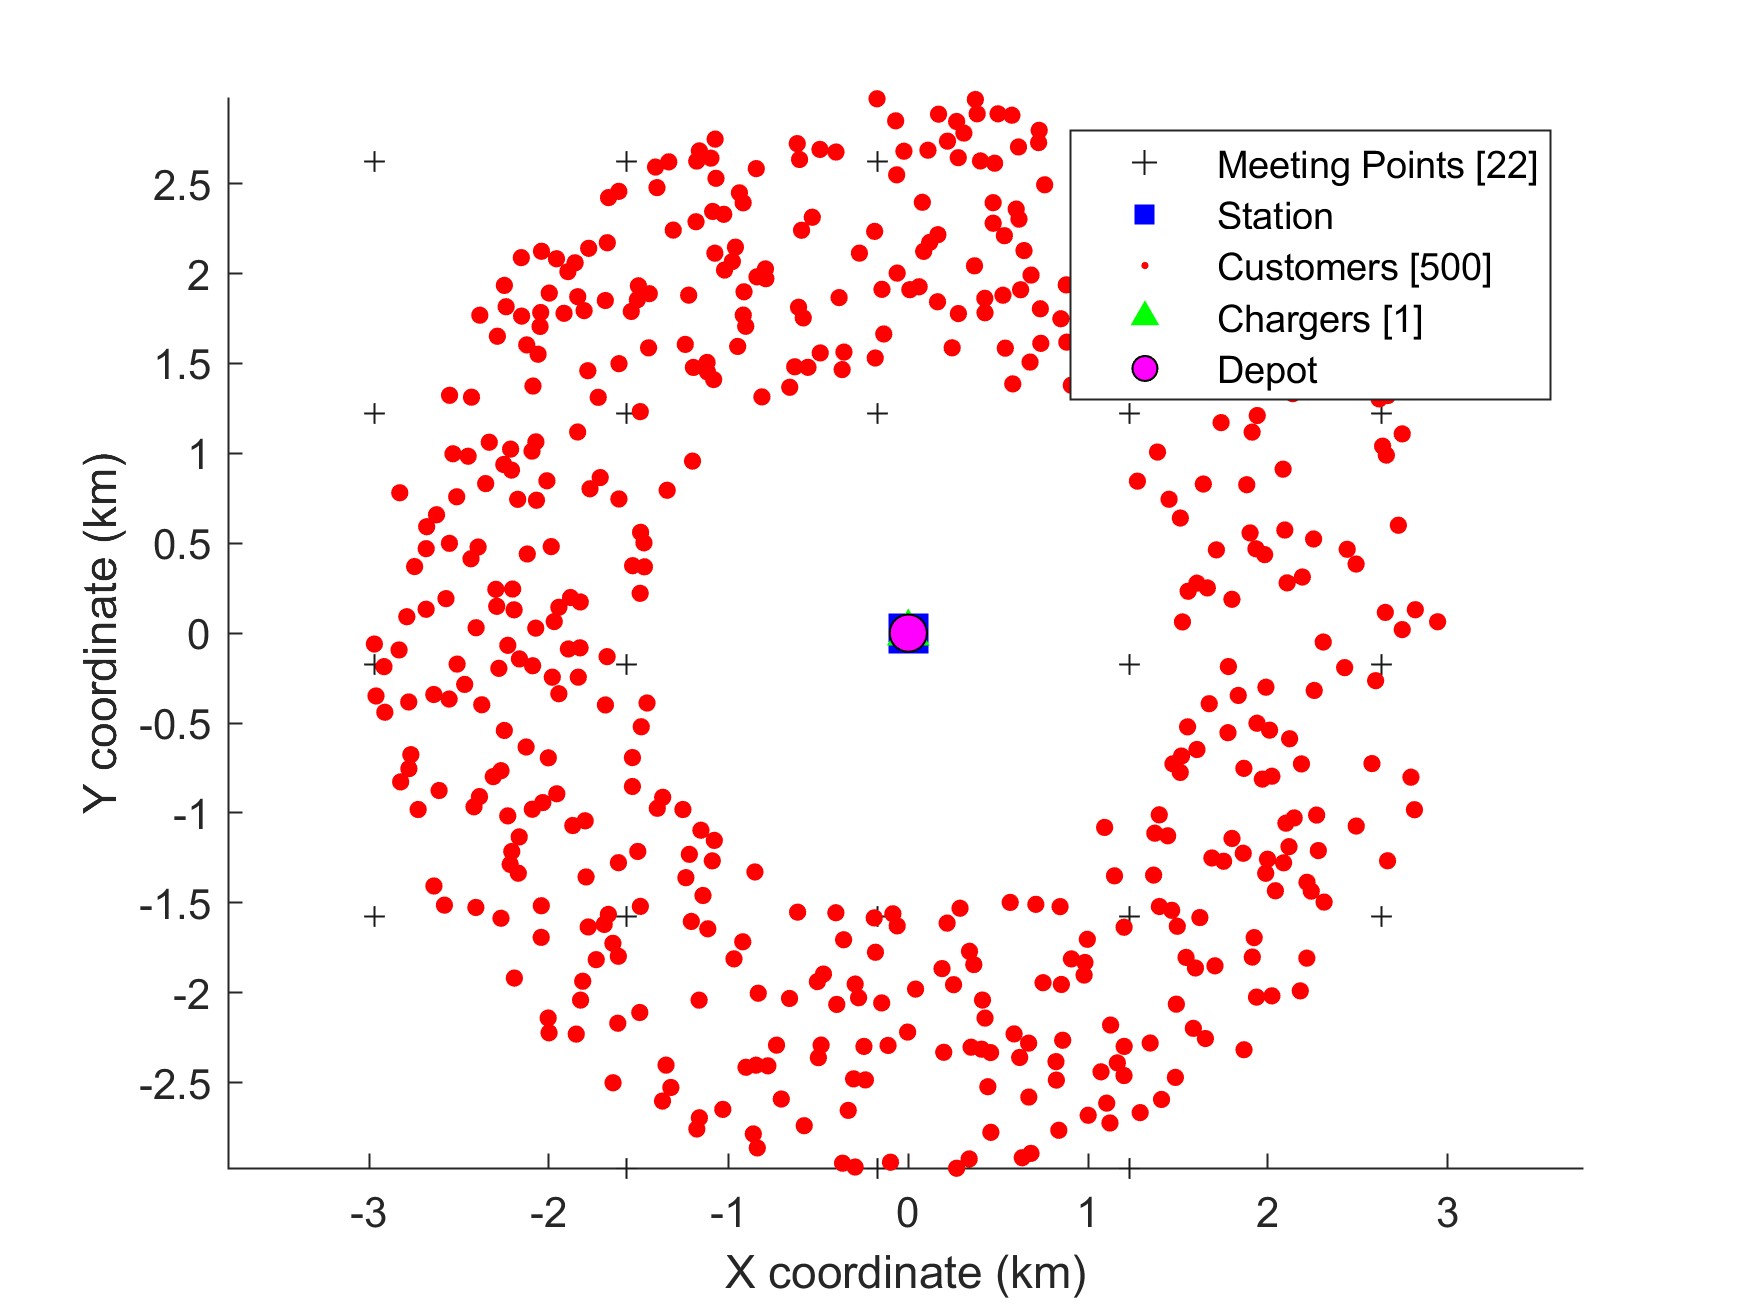 Meeting Points [22]
Station
Customers [500]
Chargers [1]
Depot
Y coordinate (km)
2.5
2
1.5
1
0.5
0
-0.5
-1
-1.5
-2
-2.5
-3 -2 -1 0 1 2 3
X coordinate (km)